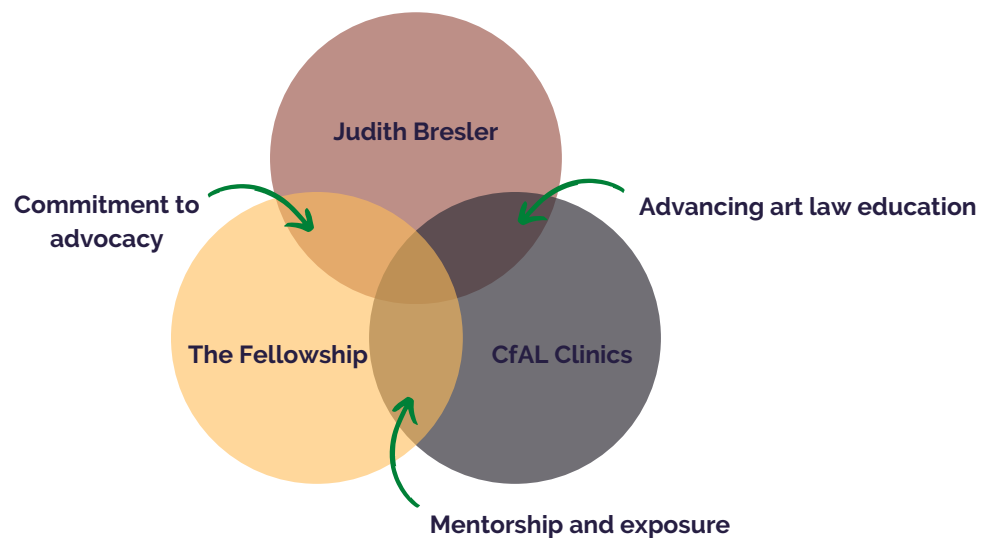 Judith Bresler
Commitment to
advocacy
Advancing art law education
The Fellowship
CfAL Clinics
Mentorship and exposure